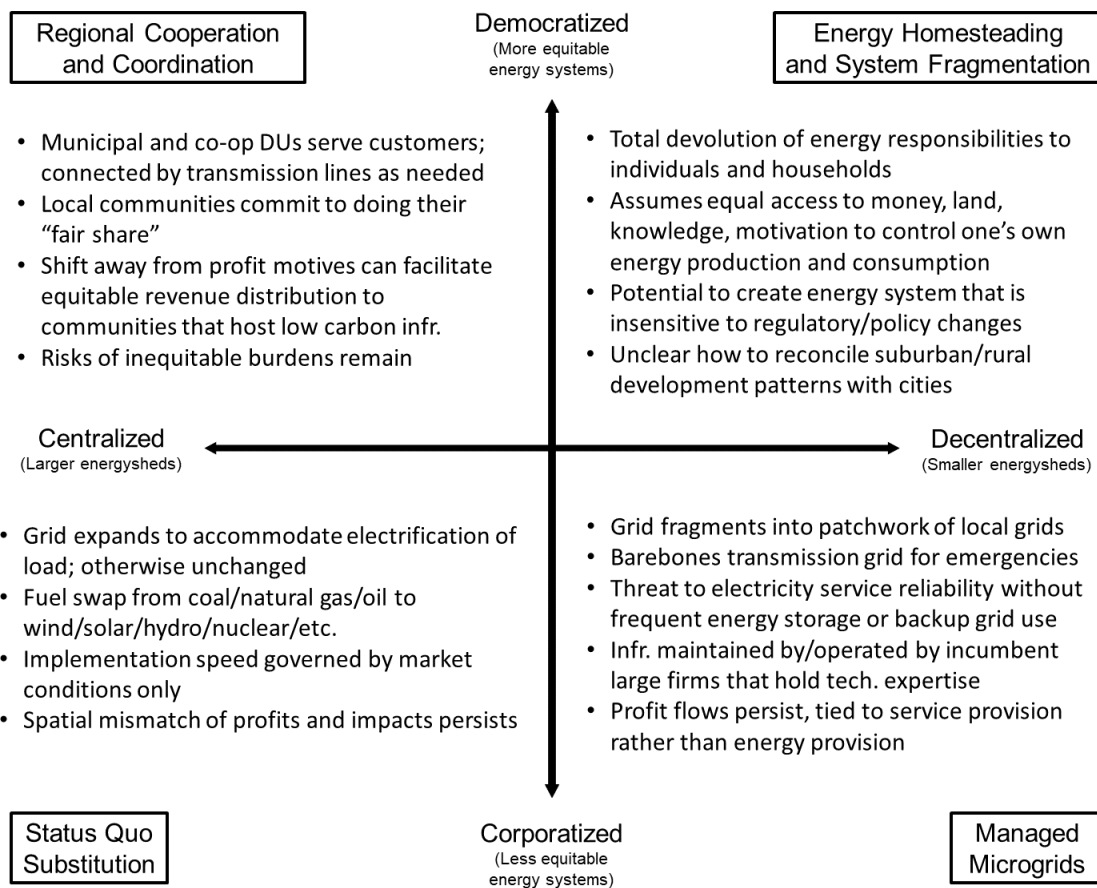 Regional Cooperation
and Coordination
Democratized
(More equitable
energy systems)
Energy Homesteading
and System Fragmentation
• Municipal and co-op DUs serve customers;
connected by transmission lines as needed
• Local communities commit to doing their
“fair share”
• Shift away from profit motives can facilitate
equitable revenue distribution to
communities that host low carbon infr.
• Risks of inequitable burdens remain
• Total devolution of energy responsibilities to
individuals and households
• Assumes equal access to money, land,
knowledge, motivation to control one’s own
energy production and consumption
• Potential to create energy system that is
insensitive to regulatory/policy changes
• Unclear how to reconcile suburban/rural
development patterns with cities
Centralized
(Larger energysheds)
Decentralized
(Smaller energysheds)
• Grid expands to accommodate electrification of
load; otherwise unchanged
• Fuel swap from coal/natural gas/oil to
wind/solar/hydro/nuclear/etc.
• Implementation speed governed by market
conditions only
• Spatial mismatch of profits and impacts persists
• Grid fragments into patchwork of local grids
• Barebones transmission grid for emergencies
• Threat to electricity service reliability without
frequent energy storage or backup grid use
• Infr. maintained by/operated by incumbent
large firms that hold tech. expertise
• Profit flows persist, tied to service provision
rather than energy provision
Status Quo
Substitution
Corporatized
(Less equitable
energy systems)
Managed
Microgrids